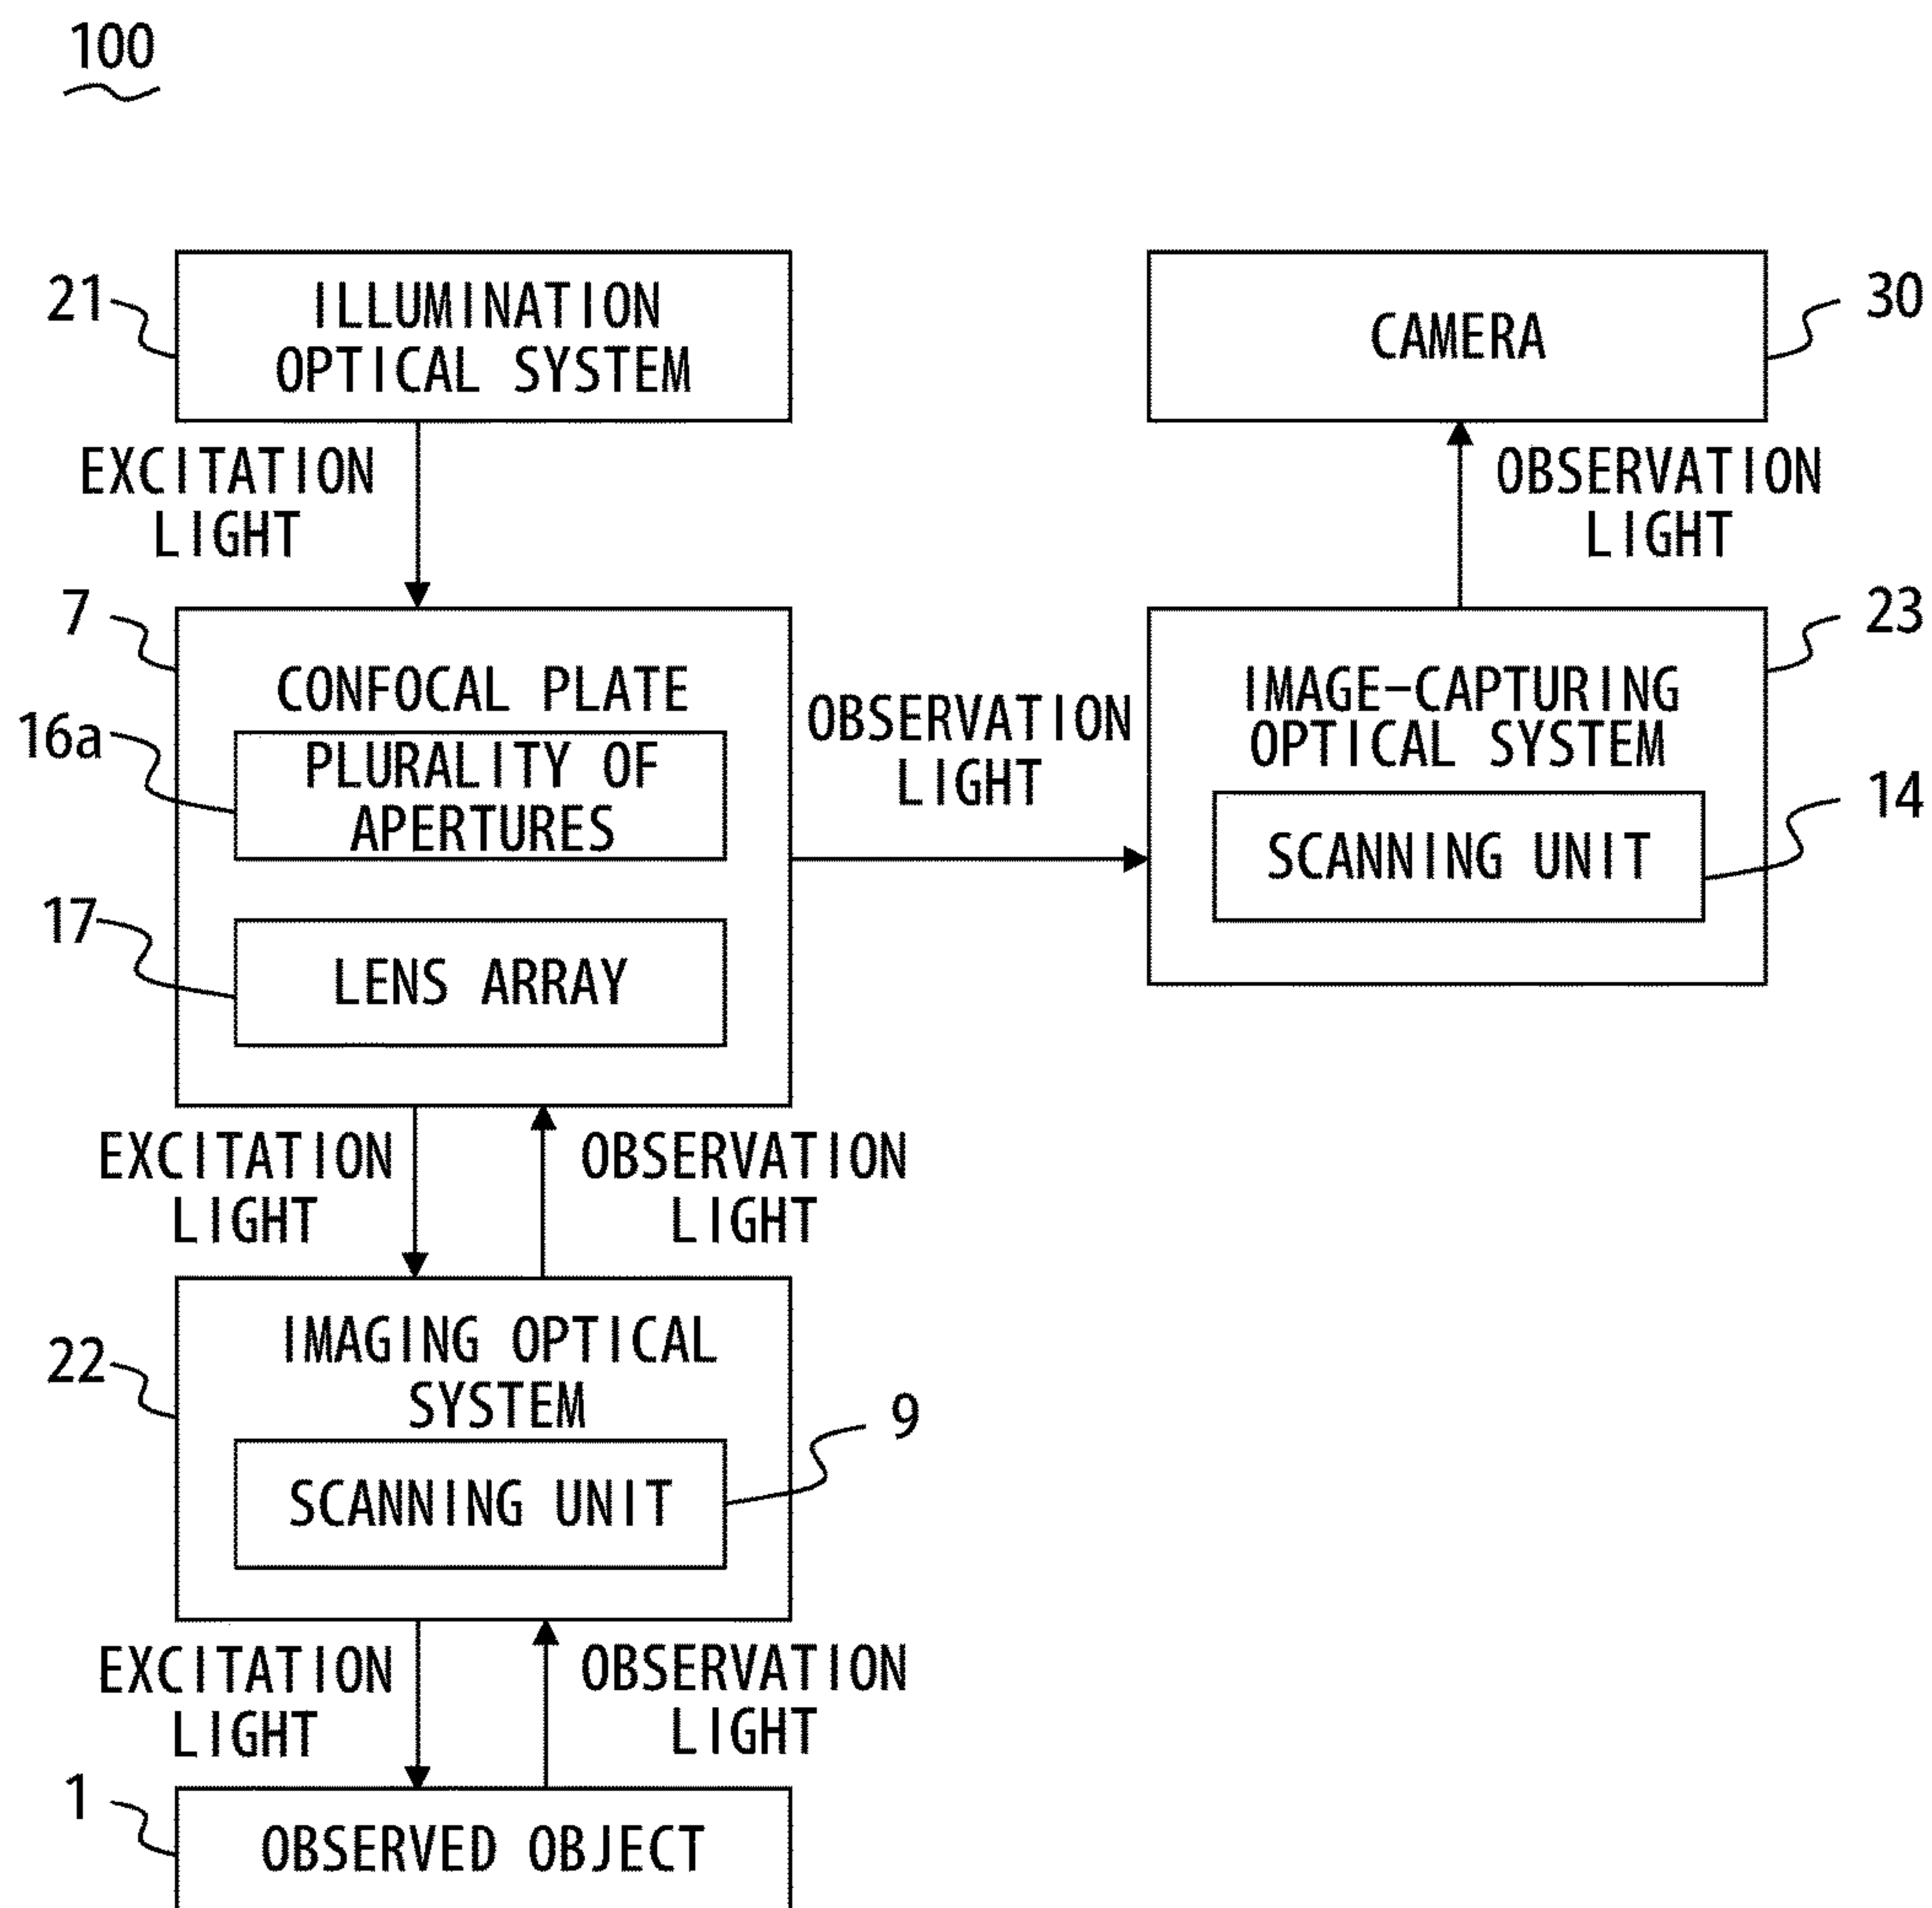 100
21
ILLUMINATION
OPTICAL SYSTEM
CAMERA
30
EXCITATION
LIGHT
OBSERVATION
LIGHT
7
CONFOCAL PLATE
16a
PLURALITY OF
APERTURES
17
LENS ARRAY
OBSERVATION
LIGHT
23
IMAGE-CAPTURING
OPTICAL SYSTEM
14
SCANNING UNIT
EXCITATION
LIGHT
OBSERVATION
LIGHT
22
IMAGING OPTICAL
SYSTEM
9
SCANNING UNIT
EXCITATION
LIGHT
OBSERVATION
LIGHT
1
OBSERVED OBJECT